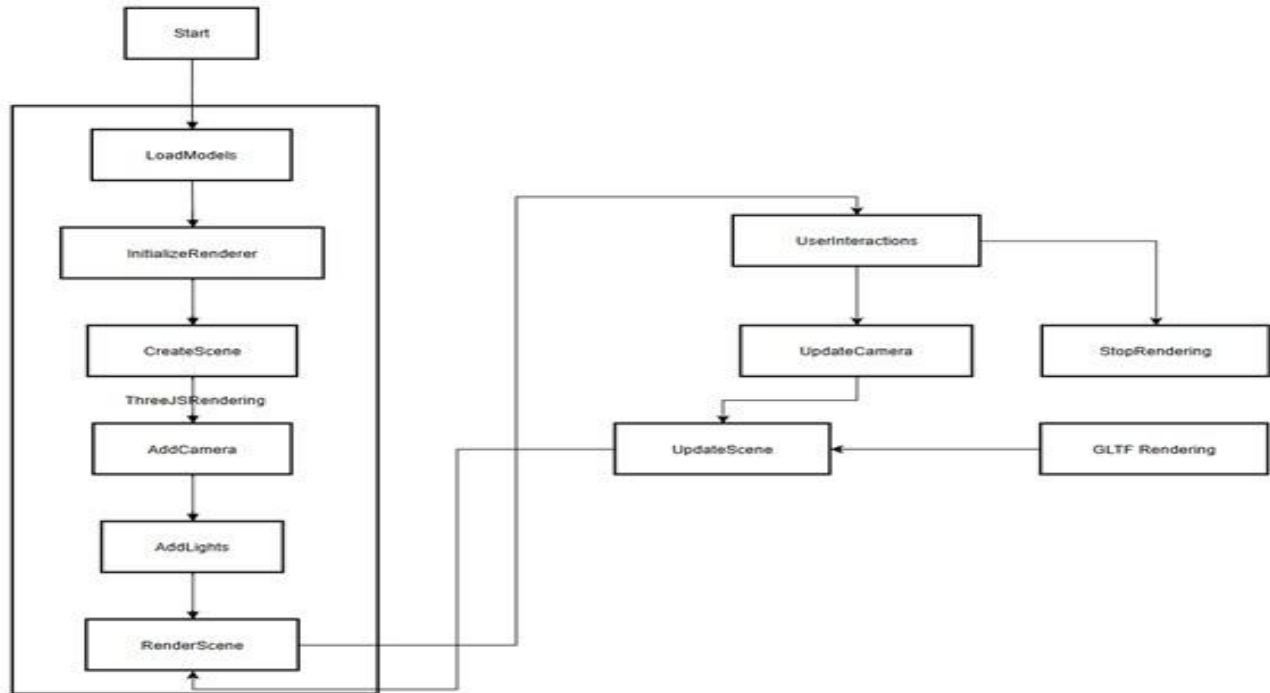 Start
LoadModels
InitializeRenderer
CreateScene
ThreeJSRendering
AddCamera
AddLights
RenderScene
UserInteractions
UpdateCamera
StopRendering
UpdateScene
GLTF Rendering